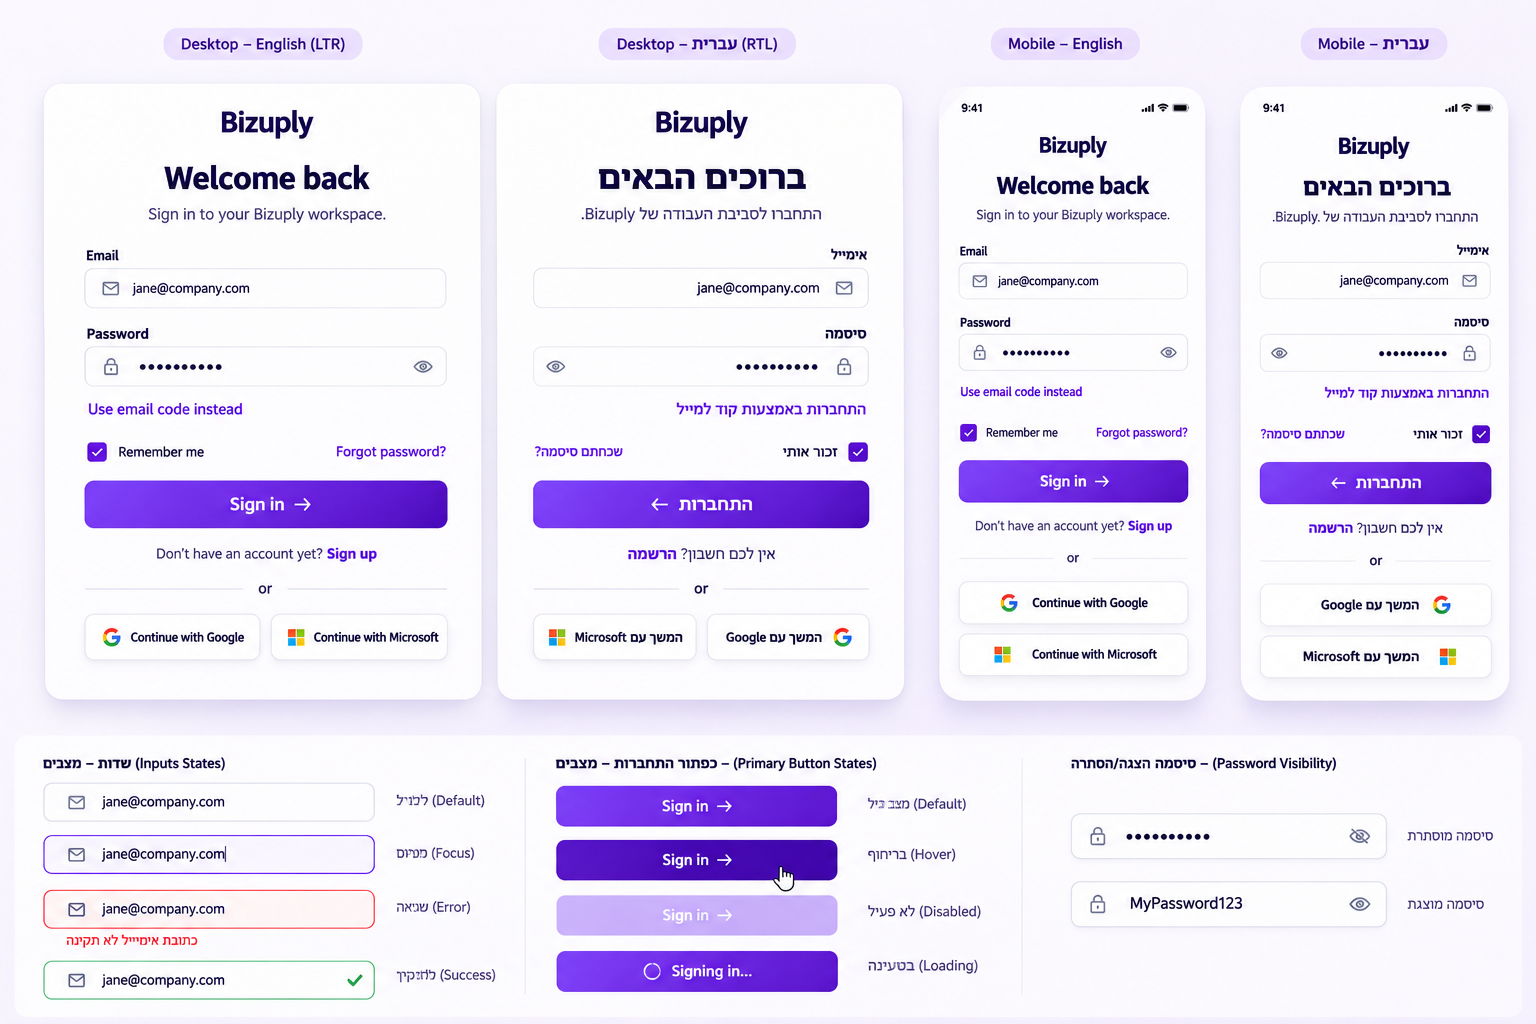 Desktop – English (LTR)
Bizuply
Welcome back
Sign in to your Bizuply workspace.
Email
jane@company.com
Password
Use email code instead
Remember me
Forgot password?
Sign in →
Don't have an account yet? Sign up
or
Continue with Google
Continue with Microsoft
Desktop – עברית (RTL)
Bizuply
ברוכים הבאים
התחברו לסביבת העבודה של Bizuply.
אימייל
jane@company.com
סיסמה
התחברות באמצעות קוד למייל
זכור אותי
שכחתם סיסמה?
התחברות ←
אין לכם חשבון? הרשמה
or
המשך עם Google
המשך עם Microsoft
Mobile – English
9:41
Bizuply
Welcome back
Sign in to your Bizuply workspace.
Email
jane@company.com
Password
Use email code instead
Remember me
Forgot password?
Sign in →
Don't have an account yet? Sign up
or
Continue with Google
Continue with Microsoft
Mobile – עברית
9:41
Bizuply
ברוכים הבאים
התחברו לסביבת העבודה של Bizuply.
אימייל
jane@company.com
סיסמה
התחברות באמצעות קוד למייל
זכור אותי
שכחתם סיסמה?
התחברות ←
אין לכם חשבון? הרשמה
or
המשך עם Google
המשך עם Microsoft
שדות – מצבים (Inputs States)
jane@company.com
(Default)
jane@company.com
(Focus)
jane@company.com
שגיאה (Error)
כתובת אימייייל לא תקינה
jane@company.com
(Success)
כפתור התחברות – מצבים – (Primary Button States)
Sign in →
(Default)
Sign in →
בריחוף (Hover)
Sign in →
לא פעיל (Disabled)
Signing in...
בטעינה (Loading)
סיסמה הצגה/הסתרה – (Password Visibility)
סיסמה מוסתרת
MyPassword123
סיסמה מוצגת